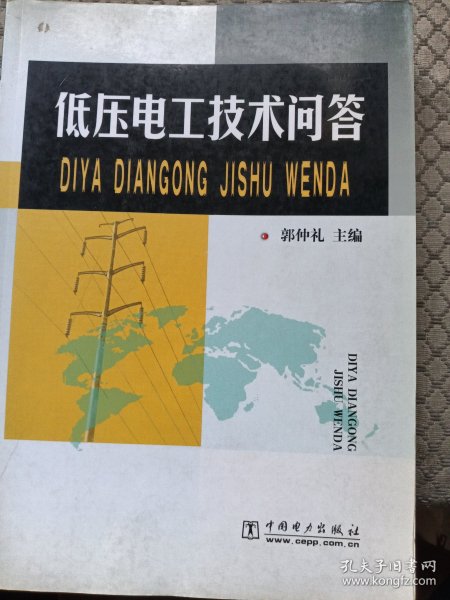 低压电工技术问答
DIYA DIANGONG JISHU WENDA
郭仲礼 主编
DIYA DIANGONG
JISHU WENDA
中国电力出版社
www.cepp.com.cn
孔夫子旧书网
www.kongfz.com